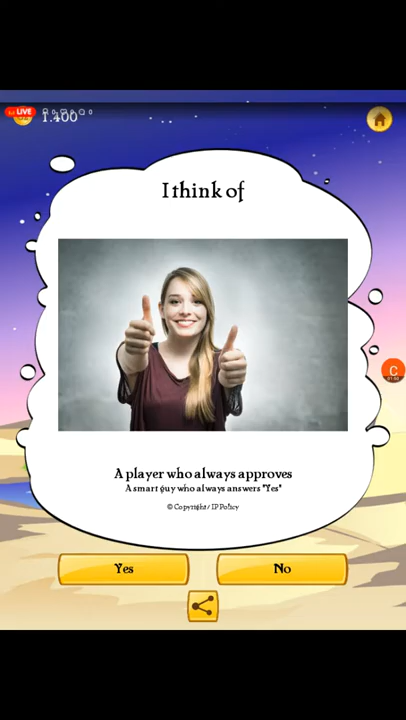 LIVE
1.400
I think of
A player who always approves
A smart guy who always answers "Yes"
© Copyright / IP Policy
C
Yes
No